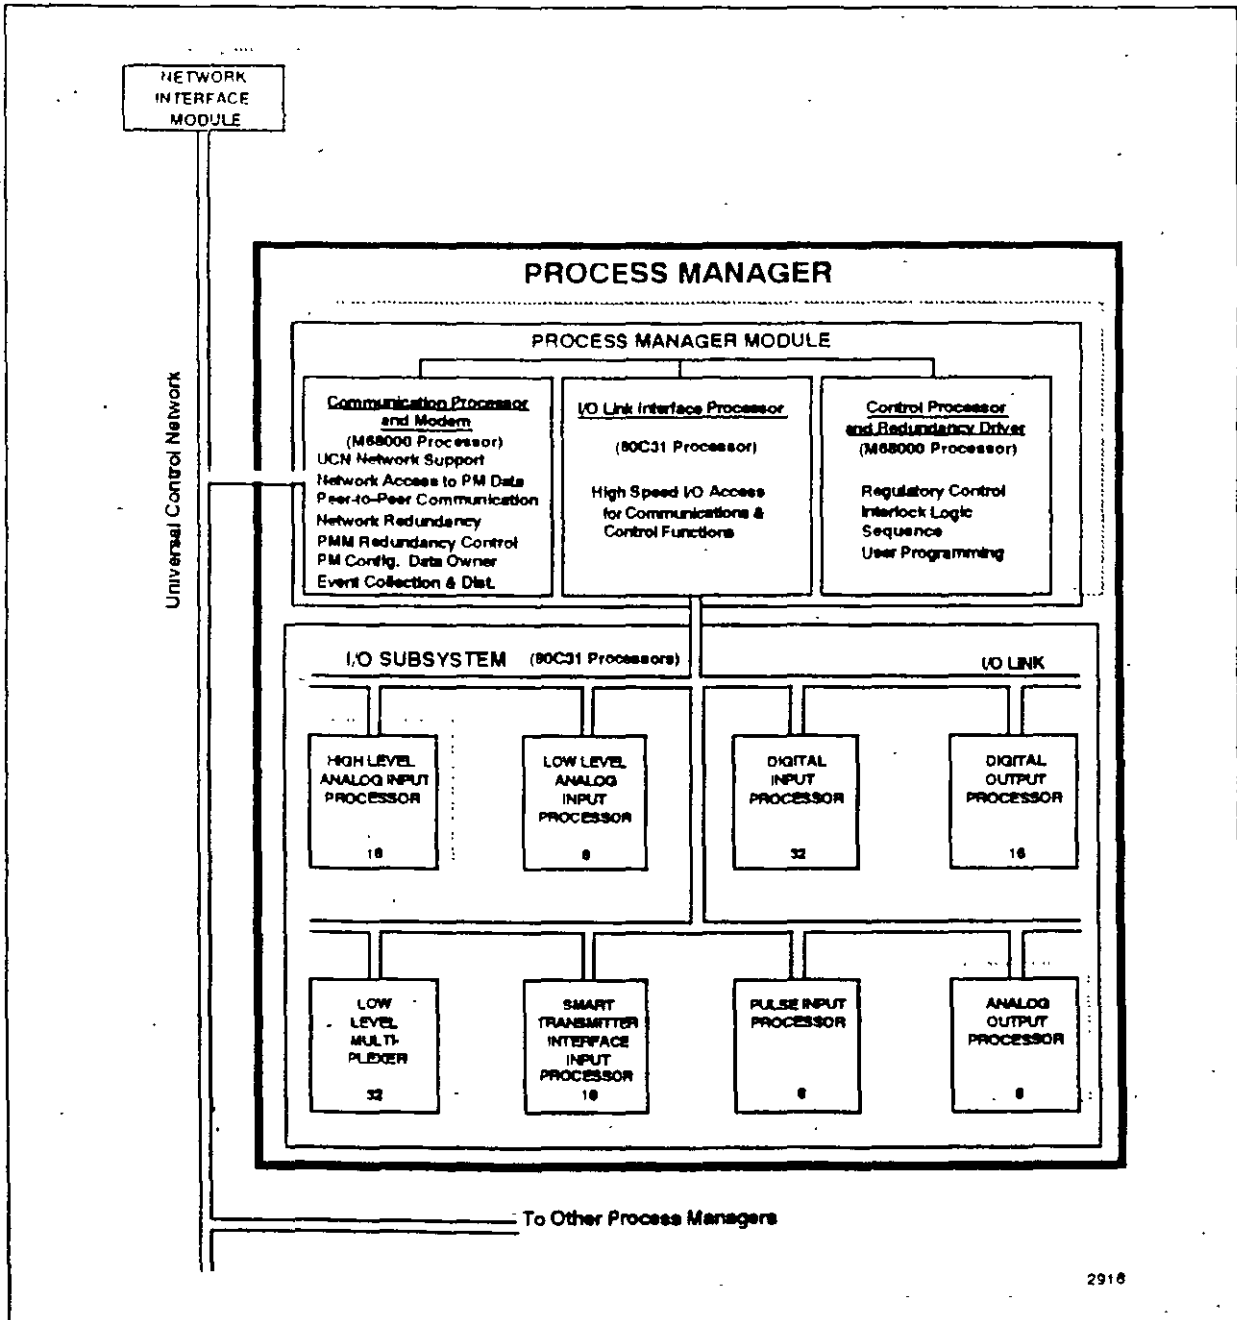 NETWORK
INTERFACE
MODULE
Universal Control Network
PROCESS MANAGER
PROCESS MANAGER MODULE
Communication Processor
and Modem
(M68000 Processor)
UCN Network Support
Network Access to PM Data
Peer-to-Peer Communication
Network Redundancy
PMM Redundancy Control
PM Config. Data Owner
Event Collection & Dist.
I/O Link Interface Processor
(80C31 Processor)
High Speed I/O Access
for Communications &
Control Functions
Control Processor
and Redundancy Driver
(M68000 Processor)
Regulatory Control
Interlock Logic
Sequence
User Programming
I/O SUBSYSTEM (80C31 Processors)
I/O LINK
HIGH LEVEL
ANALOG INPUT
PROCESSOR
16
LOW LEVEL
ANALOG
INPUT
PROCESSOR
DIGITAL
INPUT
PROCESSOR
32
DIGITAL
OUTPUT
PROCESSOR
16
LOW
LEVEL
MULTI-
PLEXER
32
SMART
TRANSMITTER
INTERFACE
INPUT
PROCESSOR
16
PULSE INPUT
PROCESSOR
ANALOG
OUTPUT
PROCESSOR
To Other Process Managers